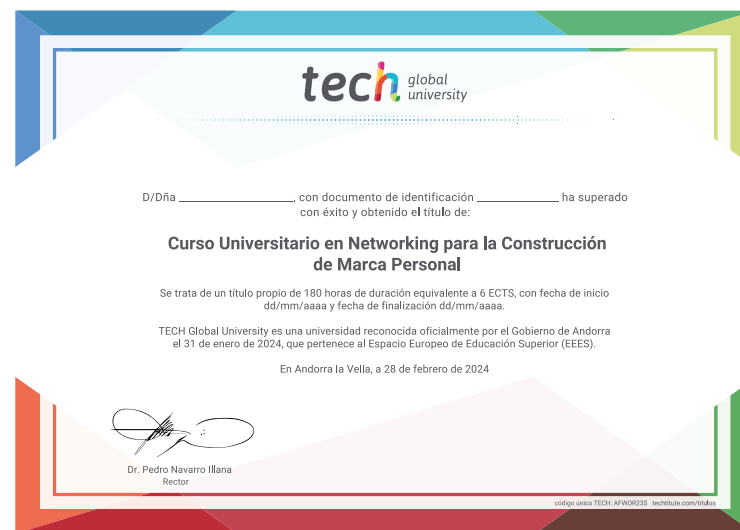 tech global
university
D/Dña ______________, con documento de identificación __________ ha superado
con éxito y obtenido el título de:
Curso Universitario en Networking para la Construcción
de Marca Personal
Se trata de un título propio de 180 horas de duración equivalente a 6 ECTS, con fecha de inicio
dd/mm/aaaa y fecha de finalización dd/mm/aaaa.
TECH Global University es una universidad reconocida oficialmente por el Gobierno de Andorra
el 31 de enero de 2024, que pertenece al Espacio Europeo de Educación Superior (EEES).
En Andorra la Vella, a 28 de febrero de 2024
Dr. Pedro Navarro Illana
Rector
código único TECH: AFWOR23S techtitute.com/titulos